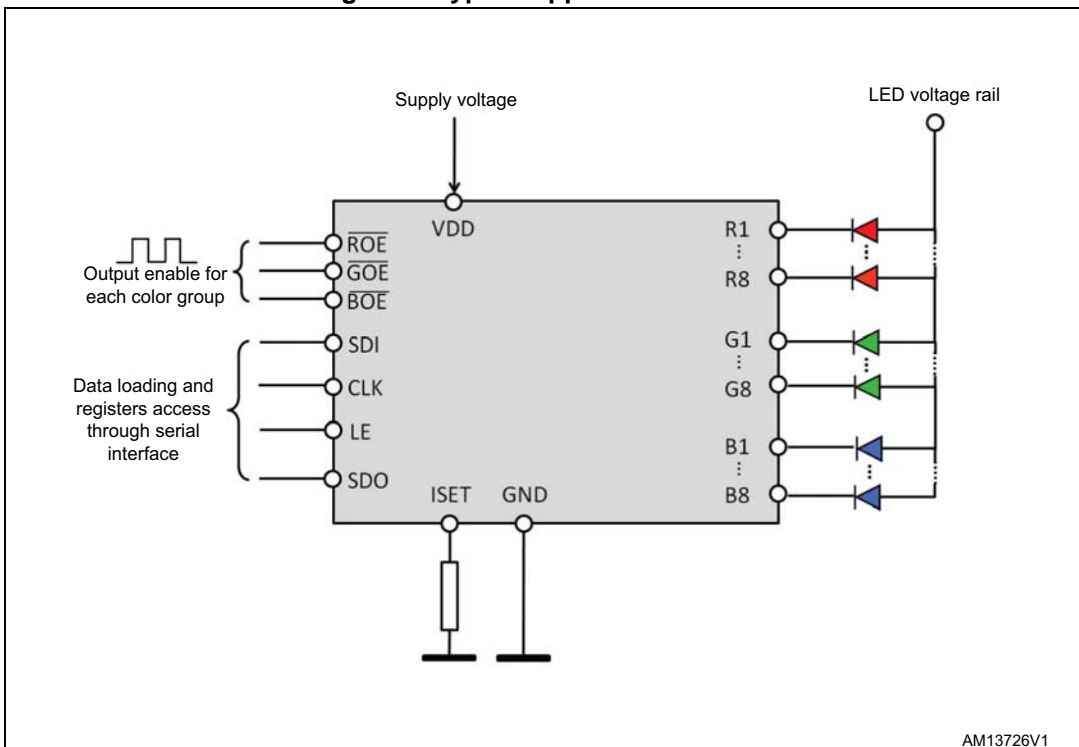 Supply voltage
LED voltage rail
VDD
ROE
GOE
BOE
Output enable for
each color group
SDI
CLK
LE
SDO
Data loading and
registers access
through serial
interface
ISET
GND
R1
R8
G1
G8
B1
B8
AM13726V1